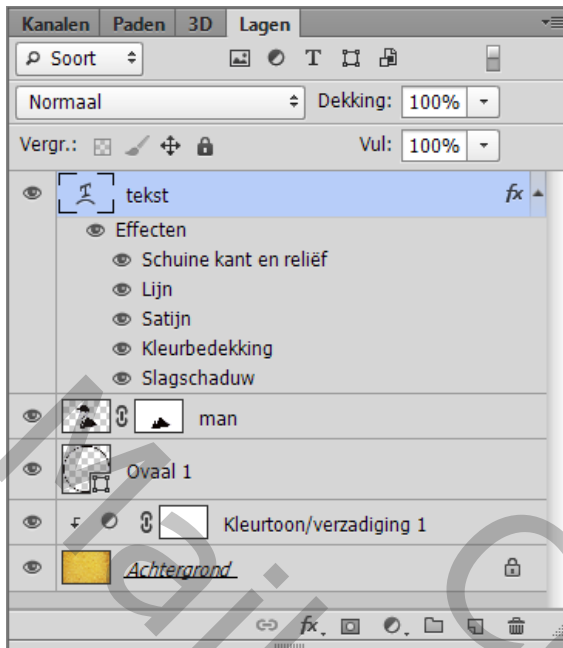 Kanalen Paden 3D Lagen
Soort
Normaal Dekking: 100%
Vergr.: Vul: 100%
tekst fx
Effecten
Schuine kant en reliëf
Lijn
Satijn
Kleurbedekking
Slagschaduw
man
Ovaal 1
Kleurtoon/verzadiging 1
Achtergrond
fx